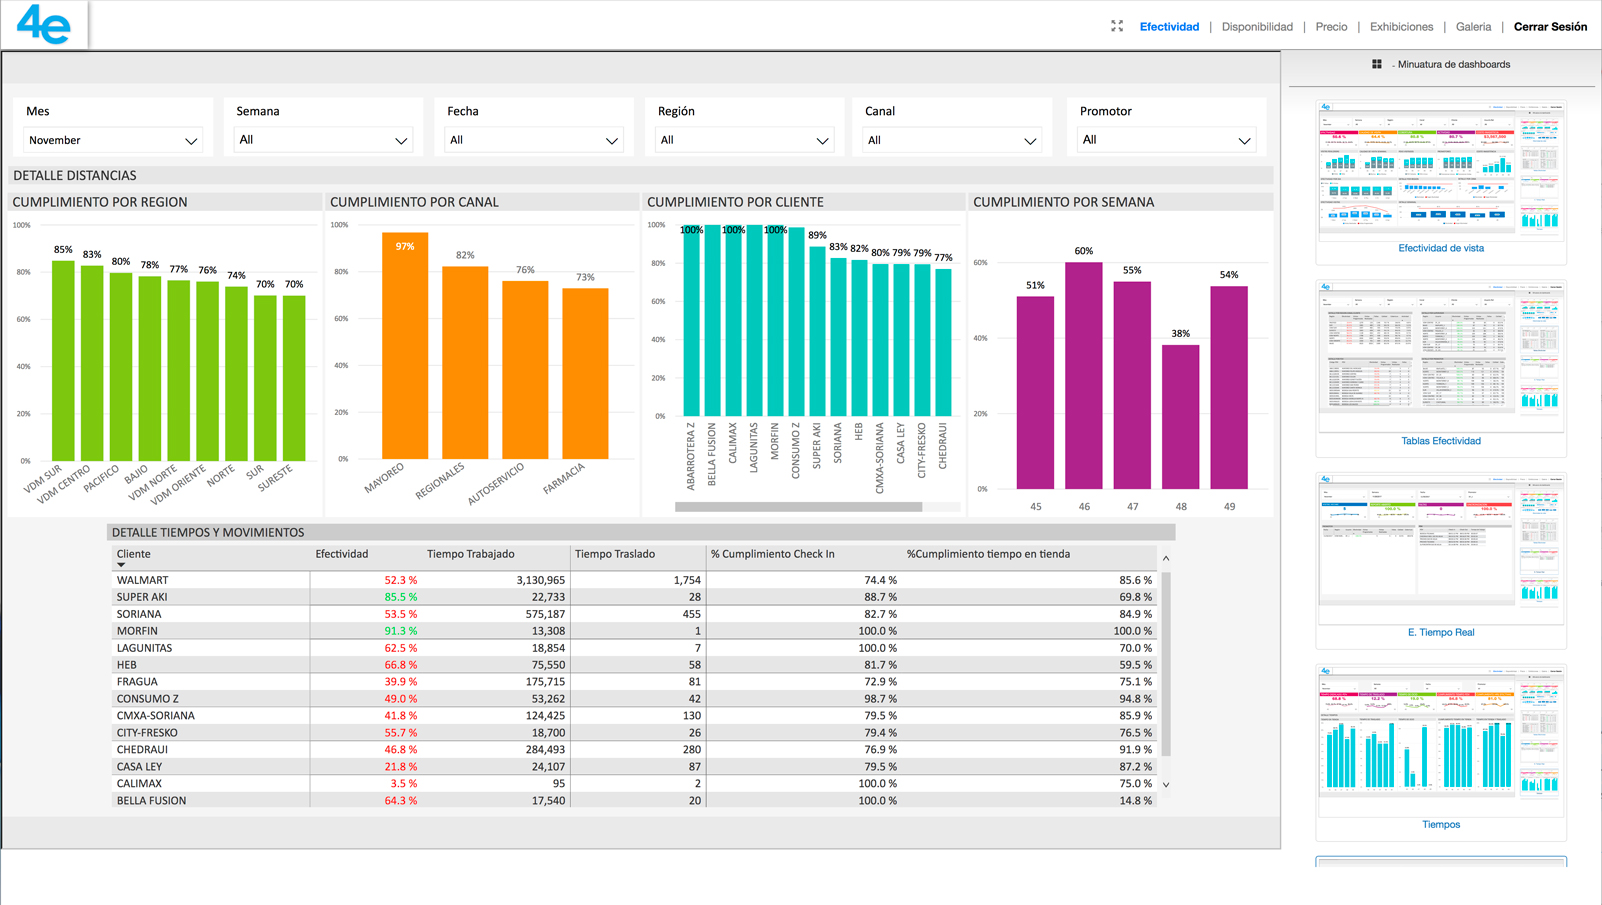 4e
Efectividad | Disponibilidad | Precio | Exhibiciones | Galeria | Cerrar Sesión
- Minuatura de dashboards
Mes Semana Fecha Región Canal Promotor
November All All All All All
DETALLE DISTANCIAS
CUMPLIMIENTO POR REGION
100%
80%
60%
40%
20%
0%
85% 83% 80% 78% 77% 76% 74% 70% 70%
VDM SUR VDM CENTRO PACIFICO BAJIO VDM NORTE VDM ORIENTE NORTE SUR SURESTE
CUMPLIMIENTO POR CANAL
100%
80%
60%
40%
20%
0%
97% 82% 76% 73%
MAYOREO REGIONALES AUTOSERVICIO FARMACIA
CUMPLIMIENTO POR CLIENTE
100%
80%
60%
40%
20%
0%
100% 100% 100% 89% 83% 82% 80% 79% 79% 77%
ABARROTERA Z BELLA FUSION CALIMAX LAGUNITAS MORFIN CONSUMO Z SUPER AKI SORIANA HEB CMXA-SORIANA CASA LEY CITY-FRESKO CHEDRAUI
CUMPLIMIENTO POR SEMANA
60%
40%
20%
0%
51% 60% 55% 38% 54%
45 46 47 48 49
DETALLE TIEMPOS Y MOVIMIENTOS
Cliente Efectividad Tiempo Trabajado Tiempo Traslado % Cumplimiento Check In %Cumplimiento tiempo en tienda
WALMART 52.3 % 3,130,965 1,754 74.4 % 85.6 %
SUPER AKI 85.5 % 22,733 28 88.7 % 69.8 %
SORIANA 53.5 % 575,187 455 82.7 % 84.9 %
MORFIN 91.3 % 13,308 1 100.0 % 100.0 %
LAGUNITAS 62.5 % 18,854 7 100.0 % 70.0 %
HEB 66.8 % 75,550 58 81.7 % 59.5 %
FRAGUA 39.9 % 175,715 81 72.9 % 75.1 %
CONSUMO Z 49.0 % 53,262 42 98.7 % 94.8 %
CMXA-SORIANA 41.8 % 124,425 130 79.5 % 85.9 %
CITY-FRESKO 55.7 % 18,700 26 79.4 % 76.5 %
CHEDRAUI 46.8 % 284,493 280 76.9 % 91.9 %
CASA LEY 21.8 % 24,107 87 79.5 % 87.2 %
CALIMAX 3.5 % 95 2 100.0 % 75.0 %
BELLA FUSION 64.3 % 17,540 20 100.0 % 14.8 %
Efectividad de vista
Tablas Efectividad
E. Tiempo Real
Tiempos